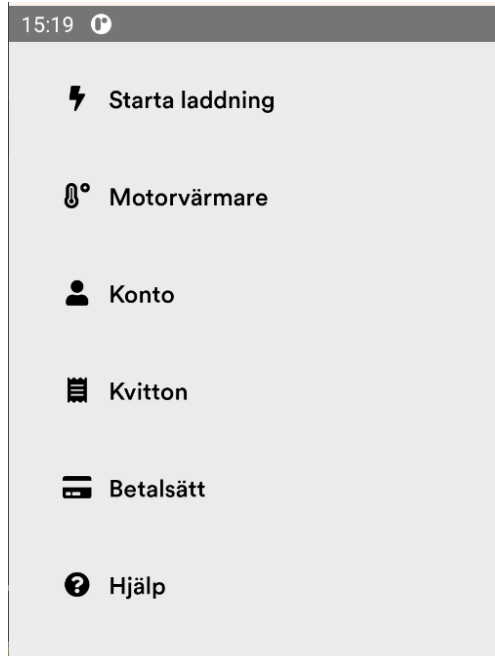 15:19
Starta laddning
Motorvärmare
Konto
Kvitton
Betalsätt
Hjälp